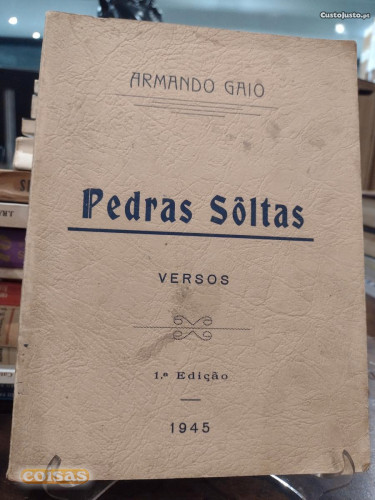 CustoJusto.pt
ARMANDO GAIÔ
Pedras Sôltas
VERSOS
1.ª Edição
1945
coisas